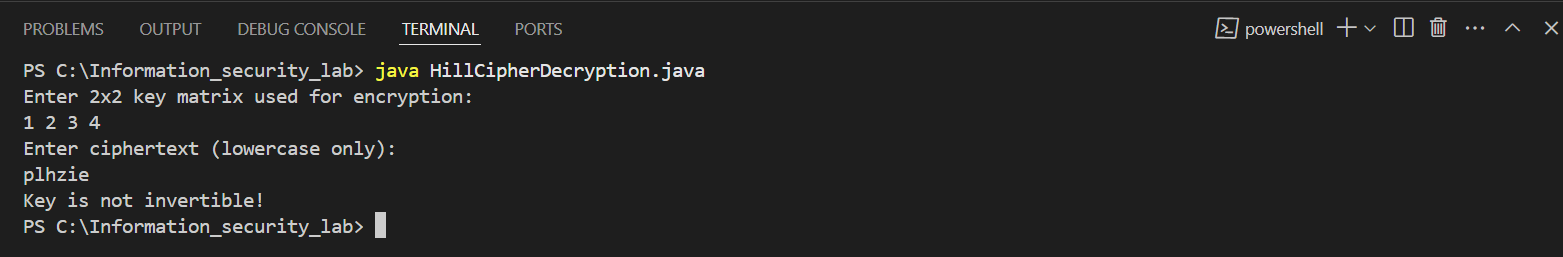 PROBLEMS OUTPUT DEBUG CONSOLE TERMINAL PORTS powershell
PS C:\Information_security_lab> java HillCipherDecryption.java
Enter 2x2 key matrix used for encryption:
1 2 3 4
Enter ciphertext (lowercase only):
plhzie
Key is not invertible!
PS C:\Information_security_lab>